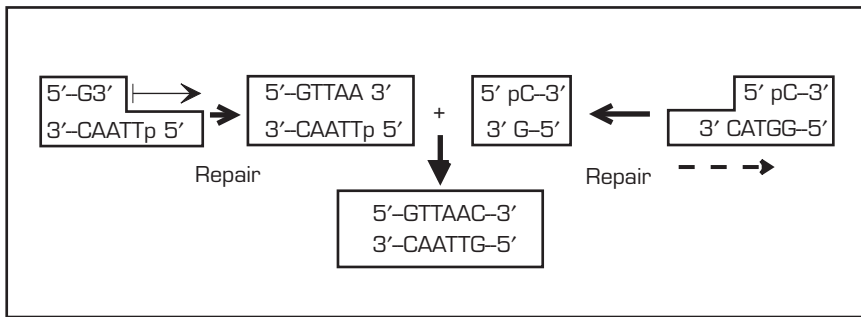 5′–G3′
3′–CAATTp 5′
5′–GTTAA 3′
3′–CAATTp 5′
+
5′ pC–3′
3′ G–5′
5′ pC–3′
3′ CATGG–5′
Repair
Repair
5′–GTTAAC–3′
3′–CAATTG–5′